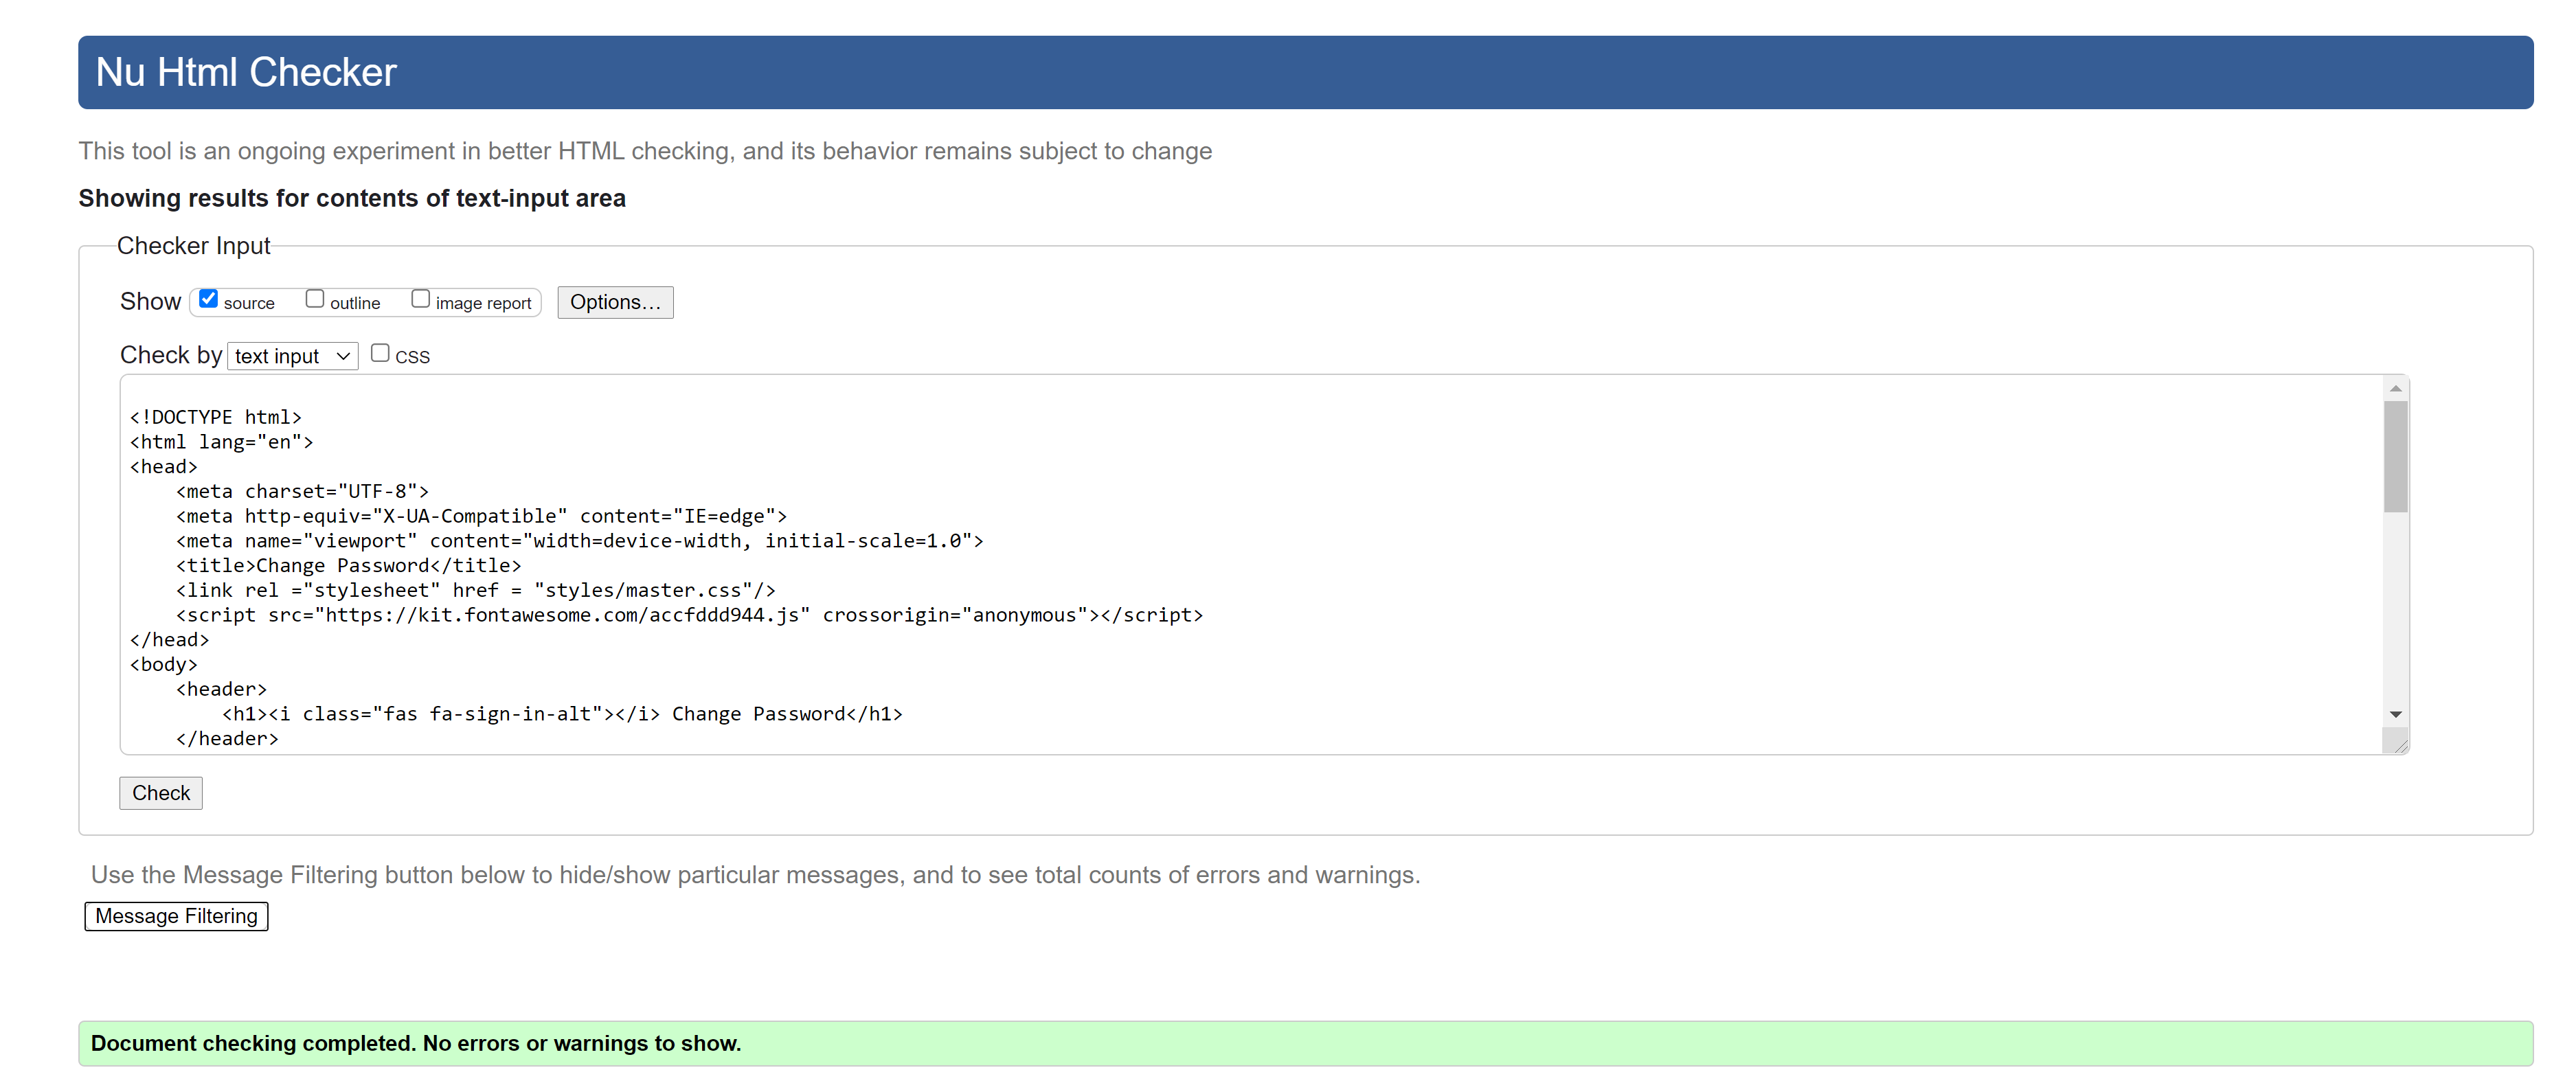 Nu Html Checker
This tool is an ongoing experiment in better HTML checking, and its behavior remains subject to change
Showing results for contents of text-input area
Checker Input
Show source outline image report Options...
Check by text input CSS
<!DOCTYPE html>
<html lang="en">
<head>
    <meta charset="UTF-8">
    <meta http-equiv="X-UA-Compatible" content="IE=edge">
    <meta name="viewport" content="width=device-width, initial-scale=1.0">
    <title>Change Password</title>
    <link rel ="stylesheet" href = "styles/master.css"/>
    <script src="https://kit.fontawesome.com/accfddd944.js" crossorigin="anonymous"></script>
</head>
<body>
    <header>
        <h1><i class="fas fa-sign-in-alt"></i> Change Password</h1>
    </header>
Check
Use the Message Filtering button below to hide/show particular messages, and to see total counts of errors and warnings.
Message Filtering
Document checking completed. No errors or warnings to show.